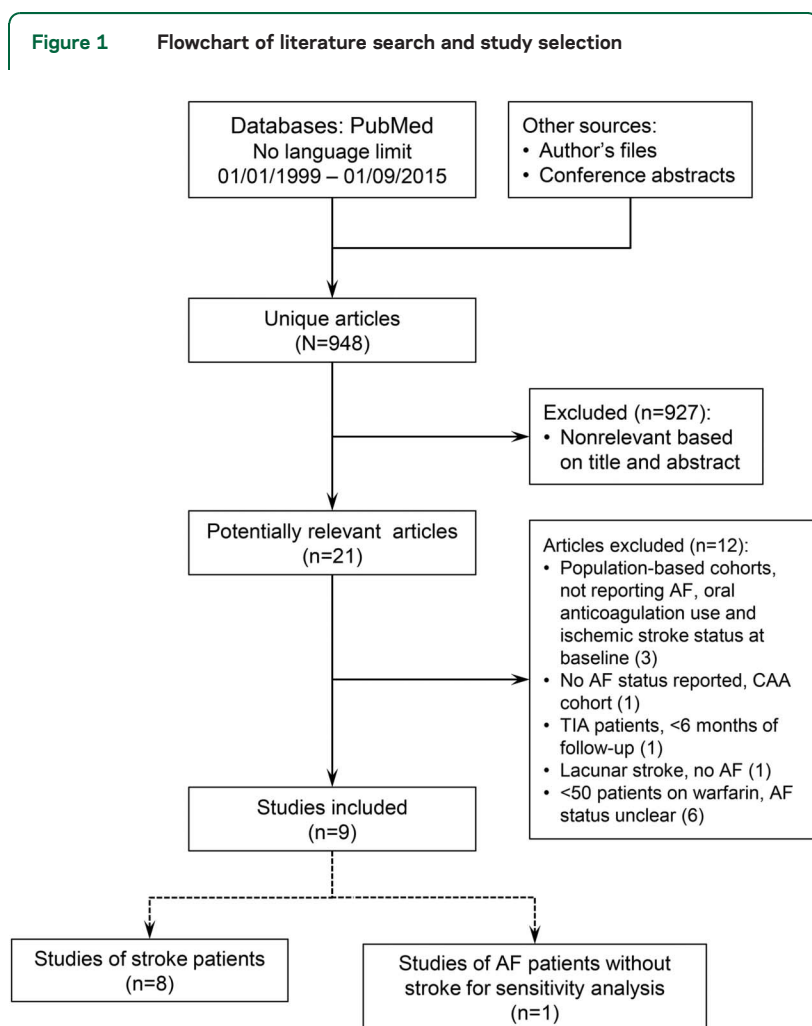 Figure 1 Flowchart of literature search and study selection
Databases: PubMed
No language limit
01/01/1999 – 01/09/2015
Other sources:
• Author's files
• Conference abstracts
Unique articles
(N=948)
Excluded (n=927):
• Nonrelevant based
on title and abstract
Potentially relevant articles
(n=21)
Articles excluded (n=12):
• Population-based cohorts,
not reporting AF, oral
anticoagulation use and
ischemic stroke status at
baseline (3)
• No AF status reported, CAA
cohort (1)
• TIA patients, <6 months of
follow-up (1)
• Lacunar stroke, no AF (1)
• <50 patients on warfarin, AF
status unclear (6)
Studies included
(n=9)
Studies of stroke patients
(n=8)
Studies of AF patients without
stroke for sensitivity analysis
(n=1)